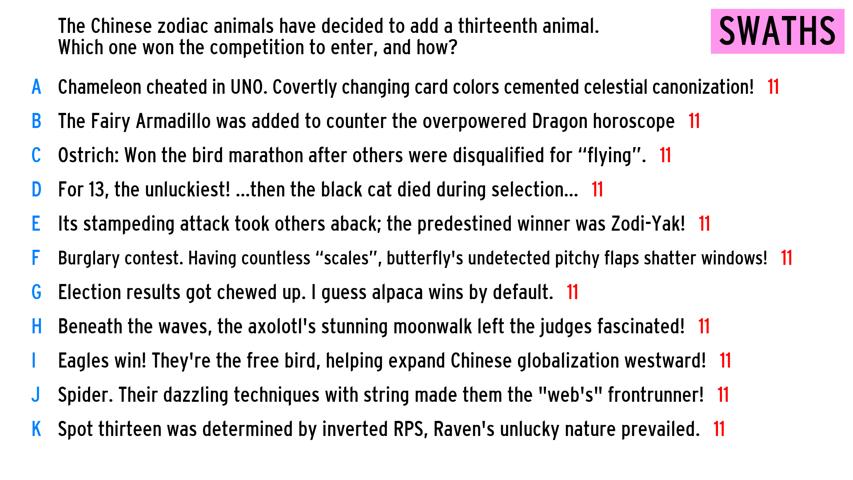 The Chinese zodiac animals have decided to add a thirteenth animal.
Which one won the competition to enter, and how?
SWATHS
A Chameleon cheated in UNO. Covertly changing card colors cemented celestial canonization! 11
B The Fairy Armadillo was added to counter the overpowered Dragon horoscope 11
C Ostrich: Won the bird marathon after others were disqualified for “flying”. 11
D For 13, the unluckiest! ...then the black cat died during selection... 11
E Its stampeding attack took others aback; the predestined winner was Zodi-Yak! 11
F Burglary contest. Having countless “scales”, butterfly's undetected pitchy flaps shatter windows! 11
G Election results got chewed up. I guess alpaca wins by default. 11
H Beneath the waves, the axolotl's stunning moonwalk left the judges fascinated! 11
I Eagles win! They're the free bird, helping expand Chinese globalization westward! 11
J Spider. Their dazzling techniques with string made them the "web's" frontrunner! 11
K Spot thirteen was determined by inverted RPS, Raven's unlucky nature prevailed. 11